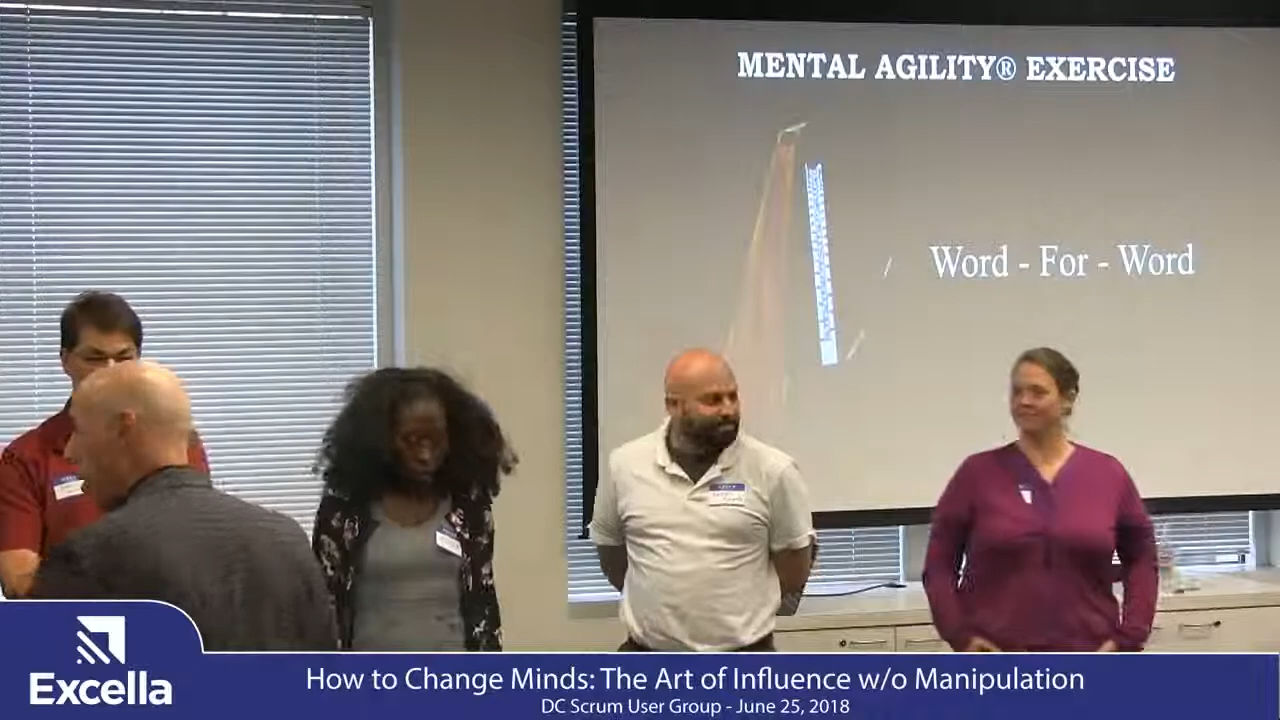 MENTAL AGILITY® EXERCISE
Word - For - Word
Excella
How to Change Minds: The Art of Influence w/o Manipulation
DC Scrum User Group - June 25, 2018